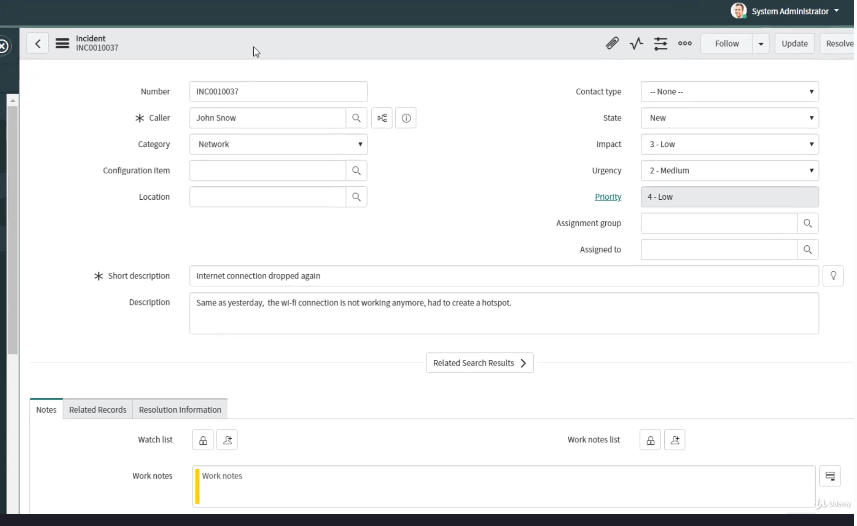 System Administrator
Incident
INC0010037
Follow
Update
Resolve
Number INC0010037
Contact type -- None --
Caller John Snow
State New
Category Network
Impact 3 - Low
Configuration item
Urgency 2 - Medium
Location
Priority 4 - Low
Assignment group
Assigned to
Short description Internet connection dropped again
Description Same as yesterday, the wi-fi connection is not working anymore, had to create a hotspot.
Related Search Results
Notes Related Records Resolution Information
Watch list
Work notes list
Work notes Work notes
Udemy